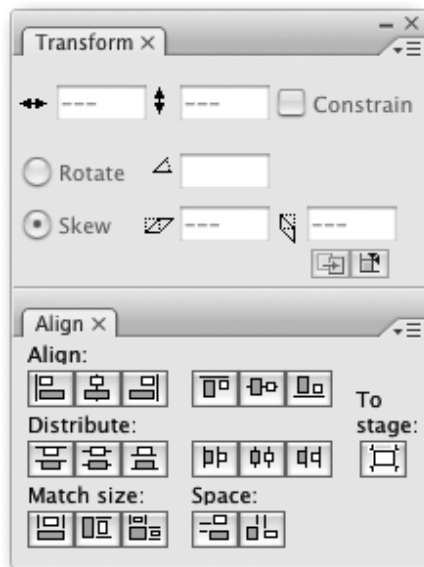 Transform ×
--- --- Constrain
Rotate
Skew --- ---
Align ×
Align:
To
stage:
Distribute:
Match size: Space: